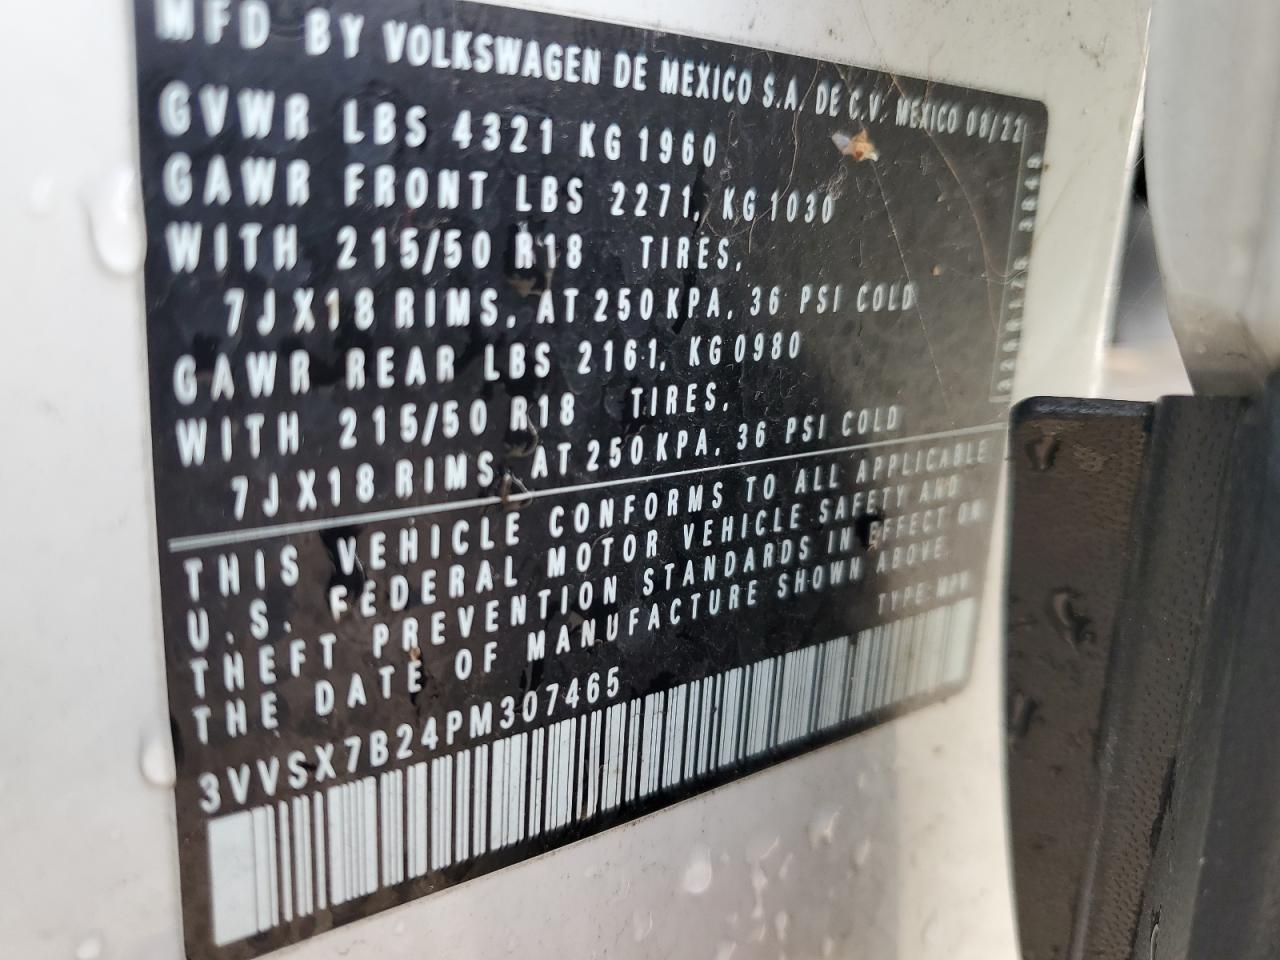 MFD BY VOLKSWAGEN DE MEXICO S.A. DE C.V. MEXICO 08/22
GVWR LBS 4321 KG 1960
GAWR FRONT LBS 2271, KG 1030
WITH 215/50 R18 TIRES,
7J X18 RIMS, AT 250 KPA, 36 PSI COLD
GAWR REAR LBS 2161, KG 0980
WITH 215/50 R18 TIRES,
7J X18 RIMS, AT 250 KPA, 36 PSI COLD
THIS VEHICLE CONFORMS TO ALL APPLICABLE
U.S. FEDERAL MOTOR VEHICLE SAFETY AND
THEFT PREVENTION STANDARDS IN EFFECT ON
THE DATE OF MANUFACTURE SHOWN ABOVE.
TYPE: MPV
3VVSX7B24PM307465